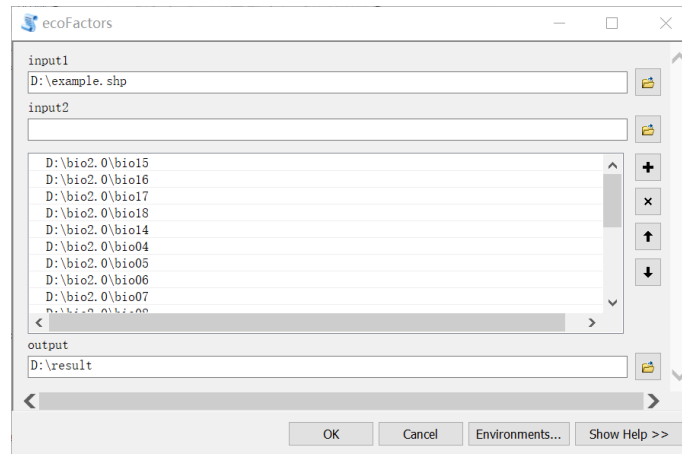 ecoFactors
input1
D:\example.shp
input2
D:\bio2.0\bio15
D:\bio2.0\bio16
D:\bio2.0\bio17
D:\bio2.0\bio18
D:\bio2.0\bio14
D:\bio2.0\bio04
D:\bio2.0\bio05
D:\bio2.0\bio06
D:\bio2.0\bio07
output
D:\result
OK Cancel Environments... Show Help >>